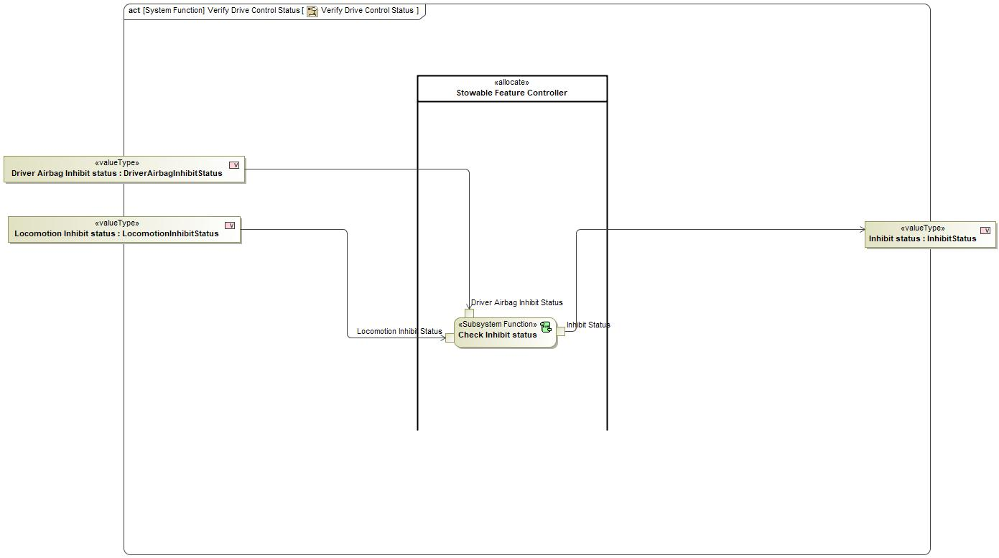 act [System Function] Verify Drive Control Status [ Verify Drive Control Status ]
«allocate»
Stowable Feature Controller
«valueType»
V
Driver Airbag Inhibit status : DriverAirbagInhibitStatus
«valueType»
V
Locomotion Inhibit status : LocomotionInhibitStatus
«valueType»
V
Inhibit status : InhibitStatus
Driver Airbag Inhibit Status
Locomotion Inhibit Status
«Subsystem Function»
Check Inhibit status
Inhibit Status